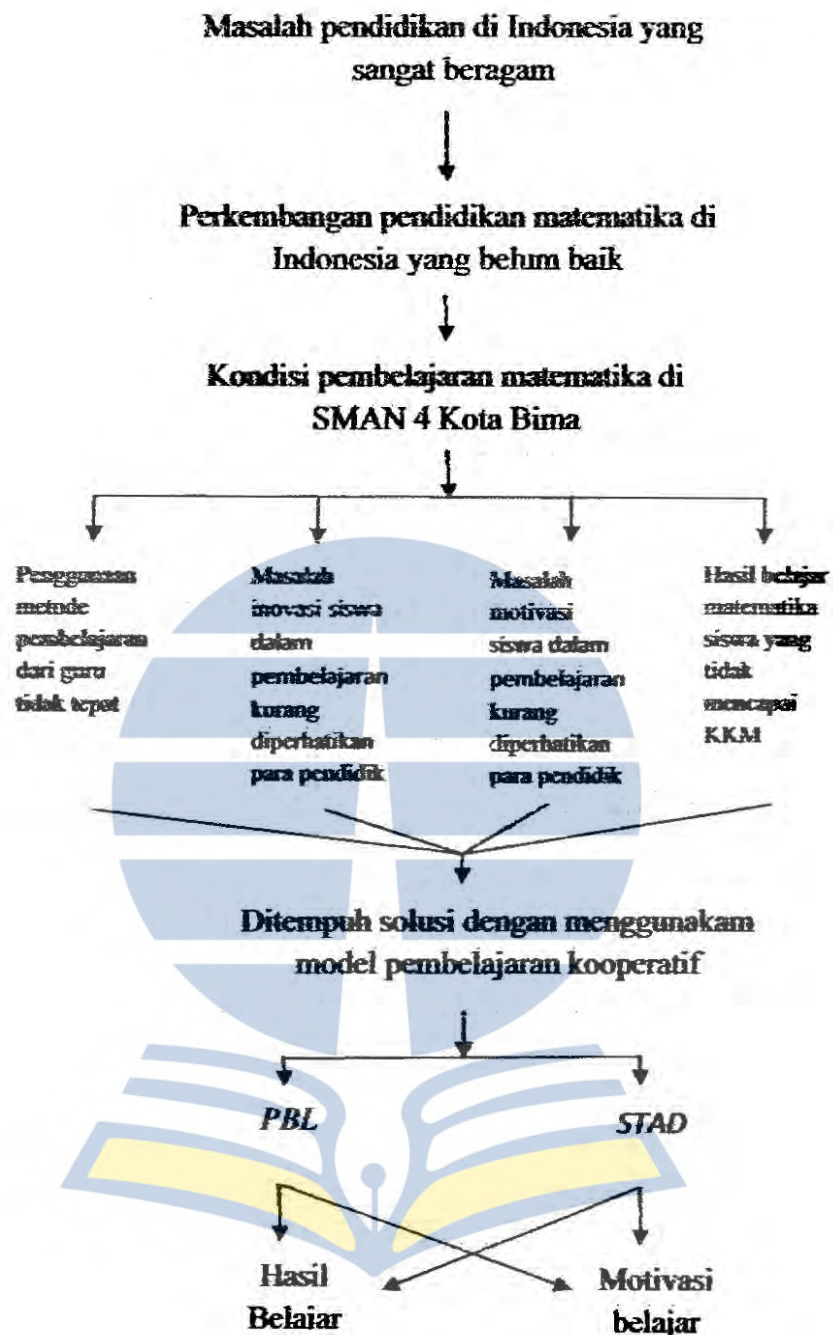 Masalah pendidikan di Indonesia yang
sangat beragam
Perkembangan pendidikan matematika di
Indonesia yang belum baik
Kondisi pembelajaran matematika di
SMAN 4 Kota Bima
Penggunaan
metode
pembelajaran
dari guru
tidak tepat
Masalah
inovasi siswa
dalam
pembelajaran
kurang
diperhatikan
para pendidik
Masalah
motivasi
siswa dalam
pembelajaran
kurang
diperhatikan
para pendidik
Hasil belajar
matematika
siswa yang
tidak
mencapai
KKM
Ditempuh solusi dengan menggunakam
model pembelajaran kooperatif
PBL
STAD
Hasil
Belajar
Motivasi
belajar